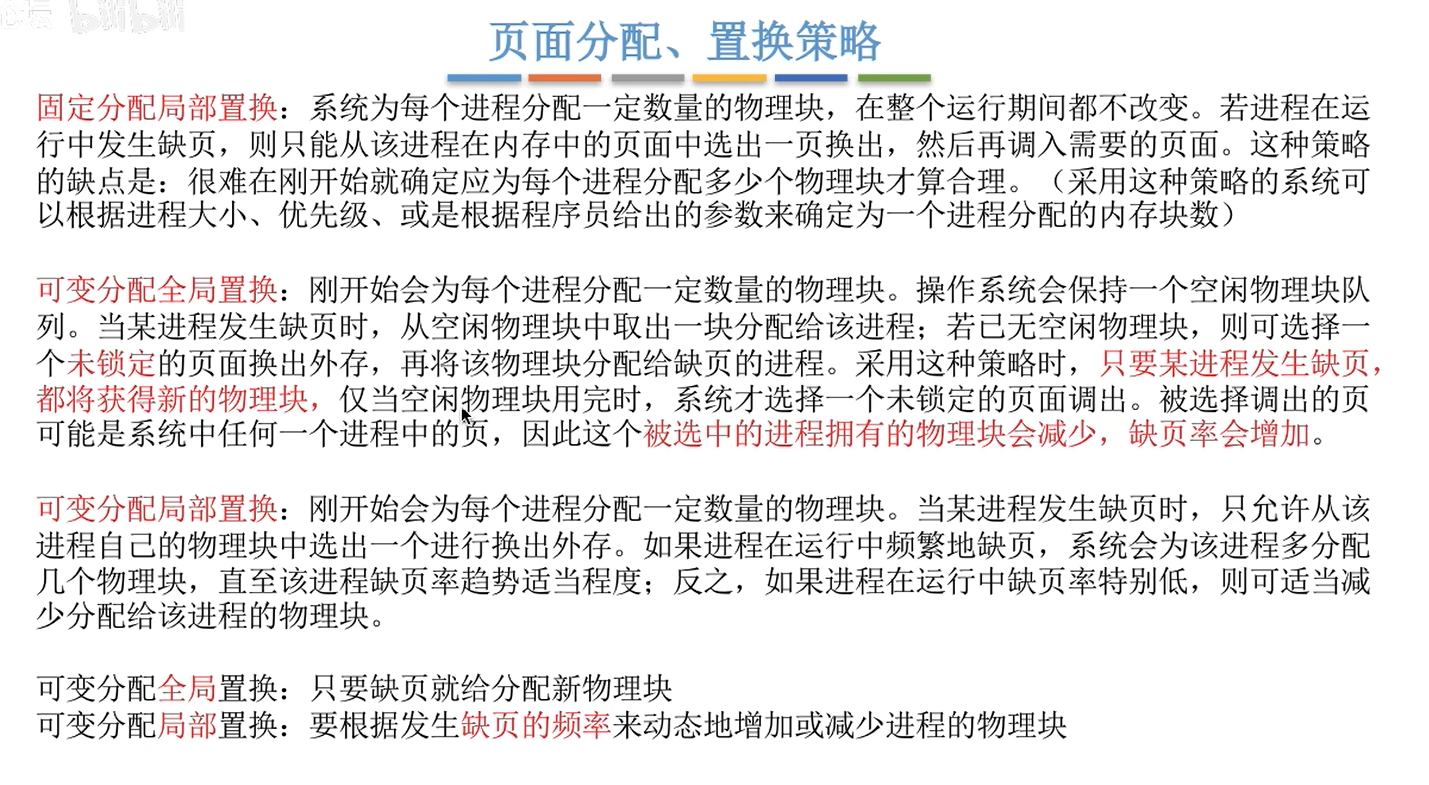 bilibili
页面分配、置换策略
固定分配局部置换：系统为每个进程分配一定数量的物理块，在整个运行期间都不改变。若进程在运
行中发生缺页，则只能从该进程在内存中的页面中选出一页换出，然后再调入需要的页面。这种策略
的缺点是：很难在刚开始就确定应为每个进程分配多少个物理块才算合理。（采用这种策略的系统可
以根据进程大小、优先级、或是根据程序员给出的参数来确定为一个进程分配的内存块数）
可变分配全局置换：刚开始会为每个进程分配一定数量的物理块。操作系统会保持一个空闲物理块队
列。当某进程发生缺页时，从空闲物理块中取出一块分配给该进程；若已无空闲物理块，则可选择一
个未锁定的页面换出外存，再将该物理块分配给缺页的进程。采用这种策略时，只要某进程发生缺页，
都将获得新的物理块，仅当空闲物理块用完时，系统才选择一个未锁定的页面调出。被选择调出的页
可能是系统中任何一个进程中的页，因此这个被选中的进程拥有的物理块会减少，缺页率会增加。
可变分配局部置换：刚开始会为每个进程分配一定数量的物理块。当某进程发生缺页时，只允许从该
进程自己的物理块中选出一个进行换出外存。如果进程在运行中频繁地缺页，系统会为该进程多分配
几个物理块，直至该进程缺页率趋势适当程度；反之，如果进程在运行中缺页率特别低，则可适当减
少分配给该进程的物理块。
可变分配全局置换：只要缺页就给分配新物理块
可变分配局部置换：要根据发生缺页的频率来动态地增加或减少进程的物理块